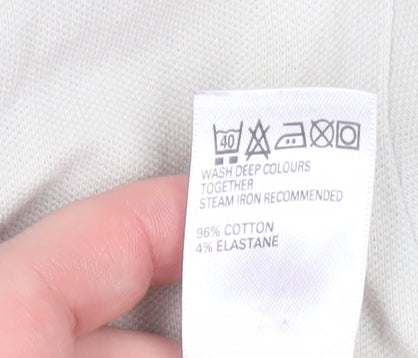 40
WASH DEEP COLOURS
TOGETHER
STEAM IRON RECOMMENDED
96% COTTON
4% ELASTANE